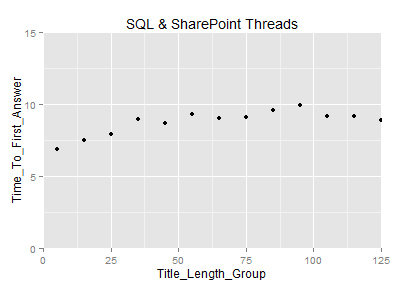 SQL & SharePoint Threads
15
10
5
0
Time_To_First_Answer
0 25 50 75 100 125
Title_Length_Group